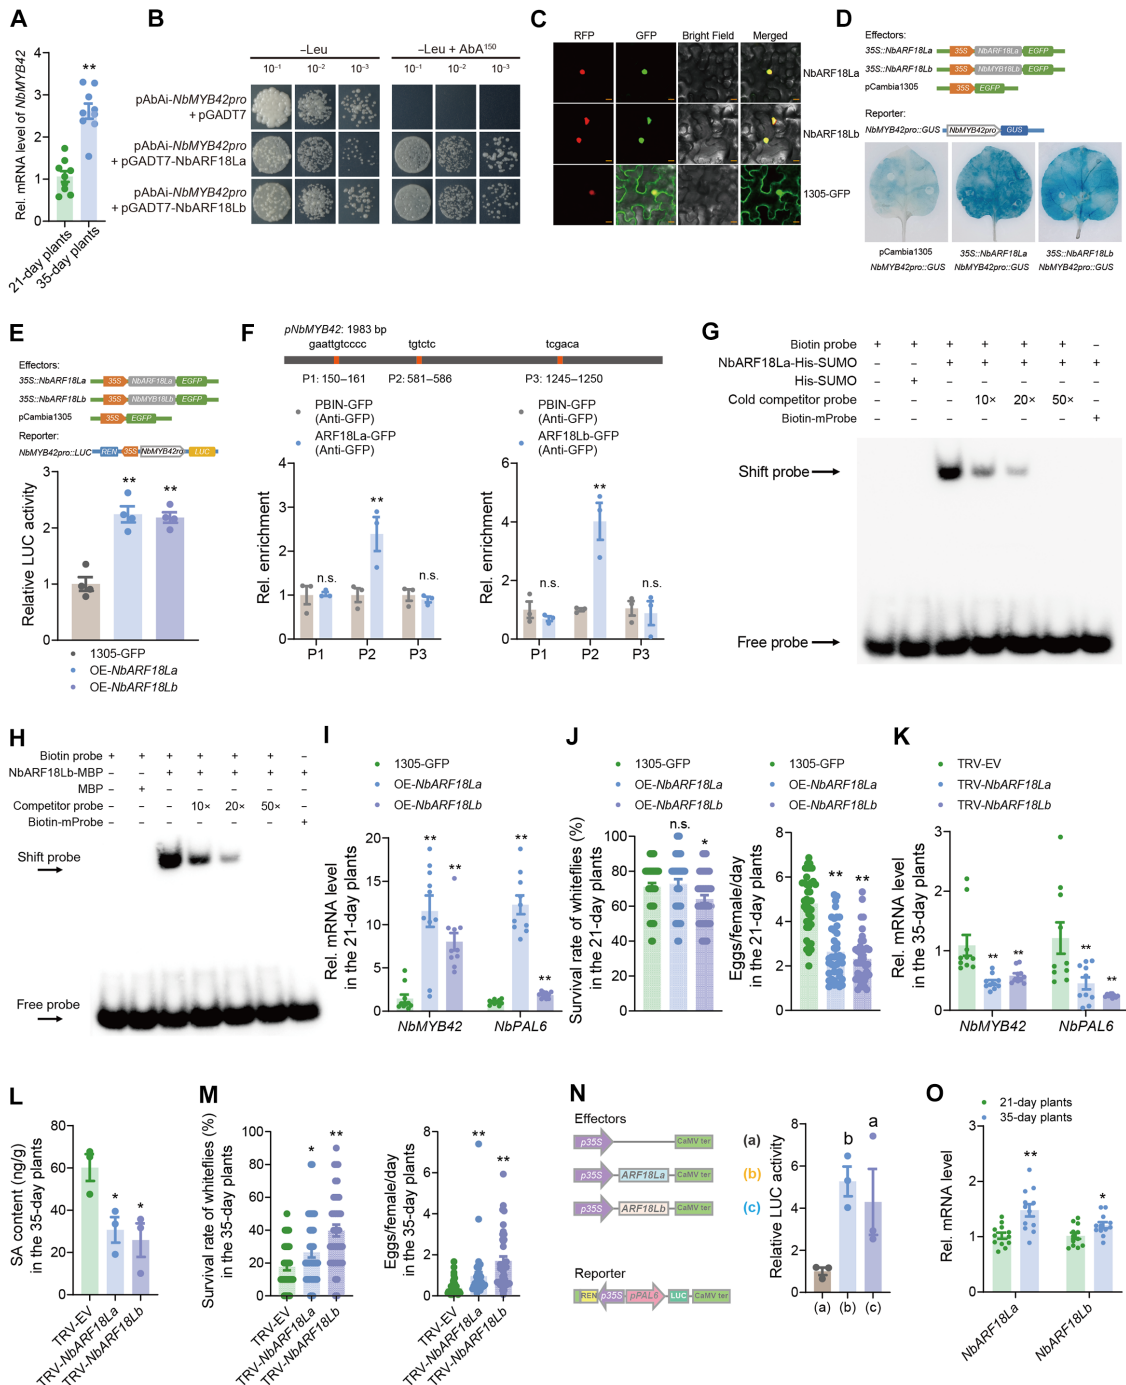 A
Rel. mRNA level of NbMYB42
4
3
2
1
0
**
21-day plants
35-day plants
B
–Leu
–Leu + AbA150
10−1
10−2
10−3
10−1
10−2
10−3
pAbAi-NbMYB42pro
+ pGADT7
pAbAi-NbMYB42pro
+ pGADT7-NbARF18La
pAbAi-NbMYB42pro
+ pGADT7-NbARF18Lb
C
RFP
GFP
Bright Field
Merged
NbARF18La
NbARF18Lb
1305-GFP
D
Effectors:
35S::NbARF18La
35S
NbARF18La
EGFP
35S::NbARF18Lb
35S
NbMYB18Lb
EGFP
pCambia1305
35S
EGFP
Reporter:
NbMYB42pro::GUS
NbMYB42pro
GUS
pCambia1305
35S::NbARF18La
35S::NbARF18Lb
NbMYB42pro::GUS
NbMYB42pro::GUS
NbMYB42pro::GUS
E
Effectors:
35S::NbARF18La
35S
NbARF18La
EGFP
35S::NbARF18Lb
35S
NbMYB18Lb
EGFP
pCambia1305
35S
EGFP
Reporter:
NbMYB42pro::LUC
REN
35S
NbMYB42ro
LUC
Relative LUC activity
3
2
1
0
**
**
1305-GFP
OE-NbARF18La
OE-NbARF18Lb
F
pNbMYB42: 1983 bp
gaattgtcccc
tgtctc
tcgaca
P1: 150–161
P2: 581–586
P3: 1245–1250
PBIN-GFP
(Anti-GFP)
ARF18La-GFP
(Anti-GFP)
Rel. enrichment
4
3
2
1
0
n.s.
**
n.s.
P1
P2
P3
PBIN-GFP
(Anti-GFP)
ARF18Lb-GFP
(Anti-GFP)
Rel. enrichment
6
4
2
0
n.s.
**
n.s.
P1
P2
P3
G
Biotin probe + + + + + + –
NbARF18La-His-SUMO – – + + + + +
His-SUMO – + – – – – –
Cold competitor probe – – – 10× 20× 50× –
Biotin-mProbe – – – – – – +
Shift probe
Free probe
H
Biotin probe + + + + + + –
NbARF18Lb-MBP – – + + + + +
MBP – + – – – – –
Competitor probe – – – 10× 20× 50× –
Biotin-mProbe – – – – – – +
Shift probe
Free probe
I
1305-GFP
OE-NbARF18La
OE-NbARF18Lb
Rel. mRNA level
in the 21-day plants
20
15
10
5
0
**
**
**
**
NbMYB42
NbPAL6
J
1305-GFP
OE-NbARF18La
OE-NbARF18Lb
Survival rate of whiteflies (%)
in the 21-day plants
100
80
60
40
20
0
n.s.
*
1305-GFP
OE-NbARF18La
OE-NbARF18Lb
Eggs/female/day
in the 21-day plants
8
6
4
2
0
**
**
K
TRV-EV
TRV-NbARF18La
TRV-NbARF18Lb
Rel. mRNA level
in the 35-day plants
3
2
1
0
**
**
**
**
NbMYB42
NbPAL6
L
SA content (ng/g)
in the 35-day plants
80
60
40
20
0
*
*
TRV-EV
TRV-NbARF18La
TRV-NbARF18Lb
M
Survival rate of whiteflies (%)
in the 35-day plants
100
80
60
40
20
0
*
**
TRV-EV
TRV-NbARF18La
TRV-NbARF18Lb
Eggs/female/day
in the 35-day plants
8
6
4
2
0
**
**
TRV-EV
TRV-NbARF18La
TRV-NbARF18Lb
N
Effectors
p35S
CaMV ter
(a)
p35S
ARF18La
CaMV ter
(b)
p35S
ARF18Lb
CaMV ter
(c)
Reporter
REN
p35S
pPAL6
LUC
CaMV ter
Relative LUC activity
8
6
4
2
0
b
a
(a)
(b)
(c)
O
21-day plants
35-day plants
Rel. mRNA level
3
2
1
0
**
*
NbARF18La
NbARF18Lb